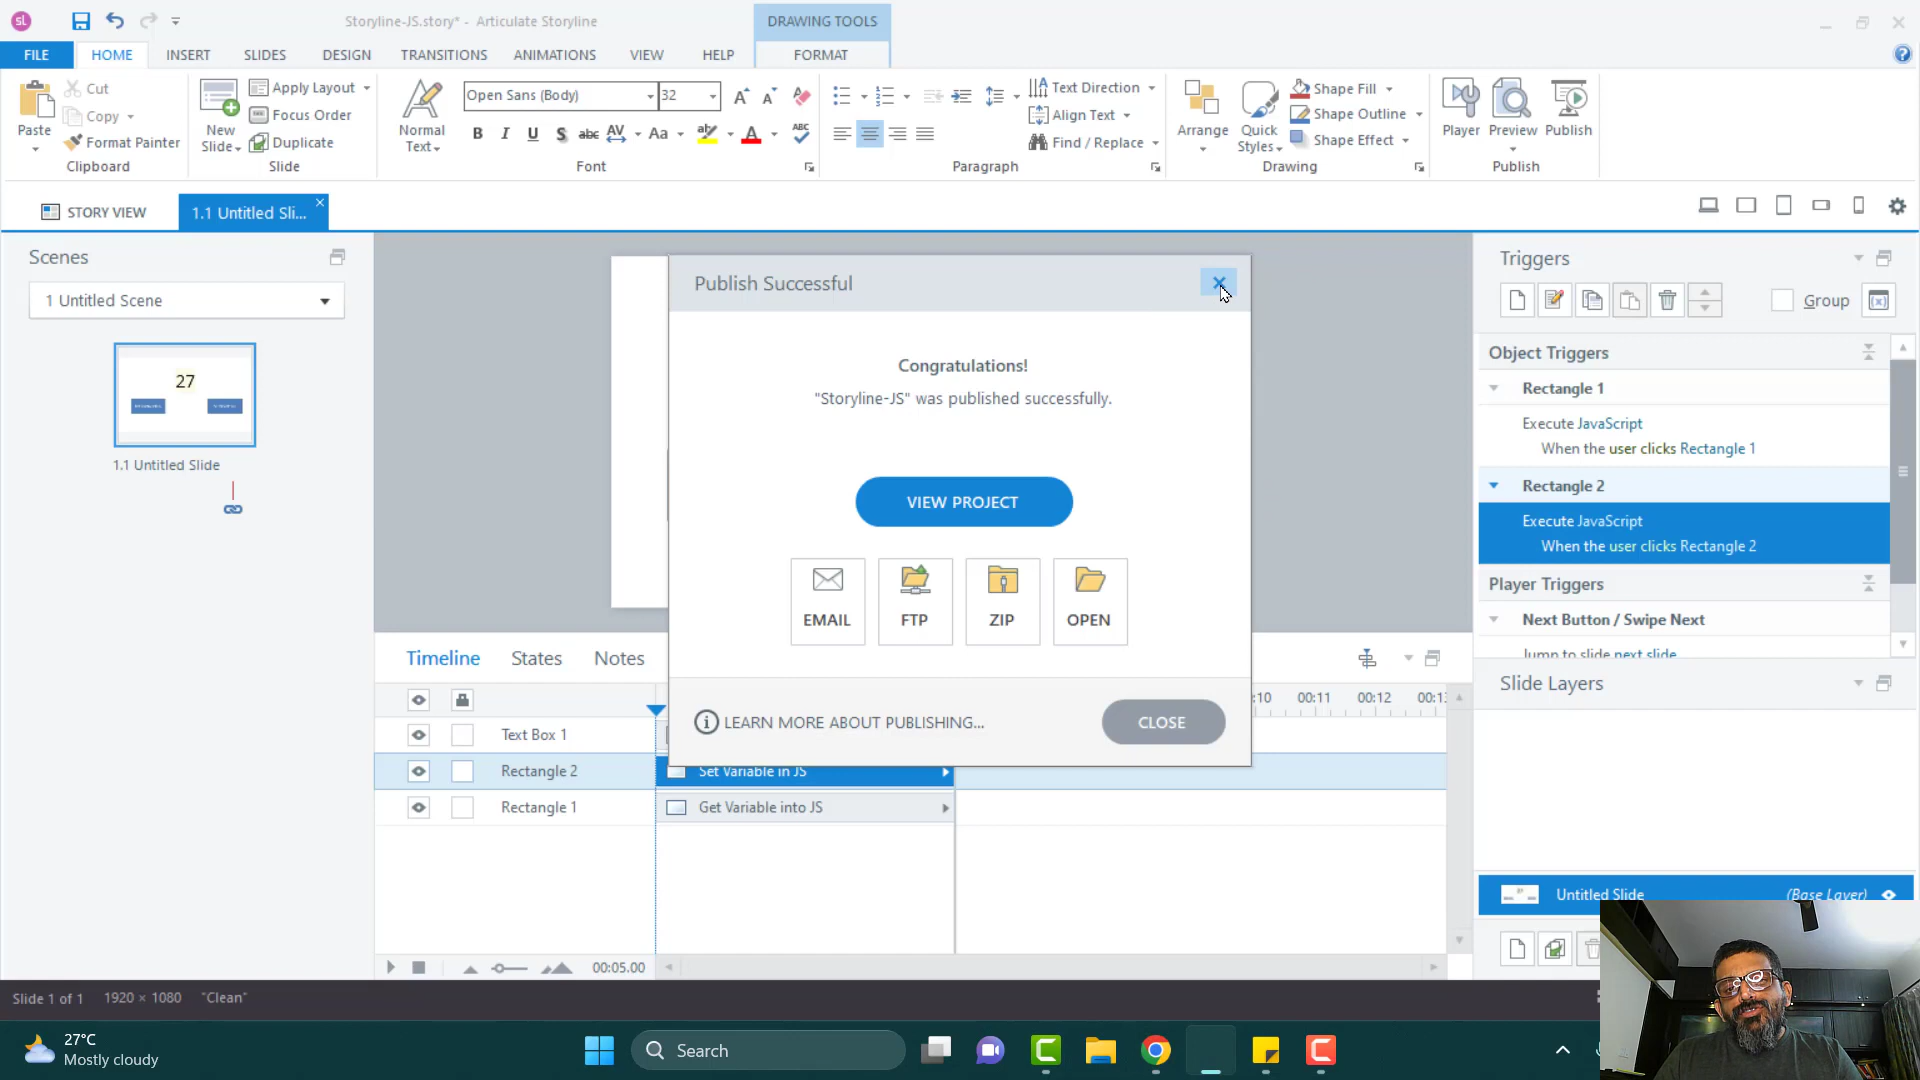 sl
Storyline-JS.story* - Articulate Storyline
DRAWING TOOLS
FILE HOME INSERT SLIDES DESIGN TRANSITIONS ANIMATIONS VIEW HELP FORMAT
Paste
Cut
Copy
Format Painter
Clipboard
New Slide
Apply Layout
Focus Order
Duplicate
Slide
Normal Text
Open Sans (Body) 32
B I U S abc AV Aa A ABC
Font
Text Direction
Align Text
Find / Replace
Paragraph
Arrange
Quick Styles
Shape Fill
Shape Outline
Shape Effect
Drawing
Player
Preview
Publish
Publish
STORY VIEW
1.1 Untitled Sli...
Scenes
1 Untitled Scene
27
1.1 Untitled Slide
Publish Successful
Congratulations!
"Storyline-JS" was published successfully.
VIEW PROJECT
EMAIL FTP ZIP OPEN
LEARN MORE ABOUT PUBLISHING...
CLOSE
Triggers
Group
Object Triggers
Rectangle 1
Execute JavaScript
When the user clicks Rectangle 1
Rectangle 2
Execute JavaScript
When the user clicks Rectangle 2
Player Triggers
Next Button / Swipe Next
Jump to slide next slide
Slide Layers
Untitled Slide (Base Layer)
Timeline States Notes
:10 00:11 00:12 00:13
Text Box 1
Rectangle 2 Set Variable in JS
Rectangle 1 Get Variable into JS
00:05.00
Slide 1 of 1 1920 × 1080 "Clean"
27°C
Mostly cloudy
Search